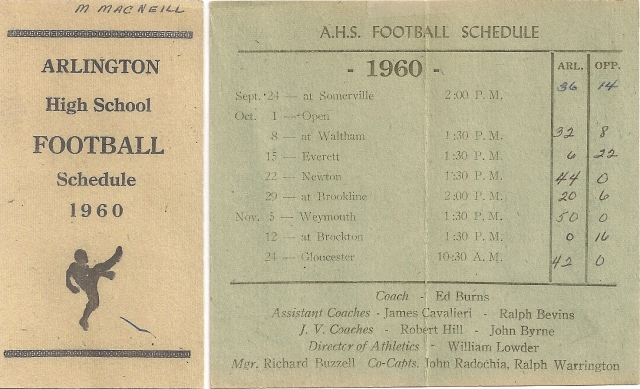 M MACNEILL
ARLINGTON
High School
FOOTBALL
Schedule
1960
A.H.S. FOOTBALL SCHEDULE
- 1960 - ARL. OPP.
Sept. 24 — at Somerville 2:00 P. M. 36 14
Oct. 1 — Open
8 — at Waltham 1:30 P. M. 32 8
15 — Everett 1:30 P. M. 6 22
22 — Newton 1:30 P. M. 44 0
29 — at Brookline 2:00 P. M. 20 6
Nov. 5 — Weymouth 1:30 P. M. 50 0
12 — at Brockton 1:30 P. M. 0 16
24 — Gloucester 10:30 A. M. 42 0
Coach - Ed Burns
Assistant Coaches - James Cavalieri - Ralph Bevins
J. V. Coaches - Robert Hill - John Byrne
Director of Athletics - William Lowder
Mgr. Richard Buzzell Co-Capts. John Radochia, Ralph Warrington